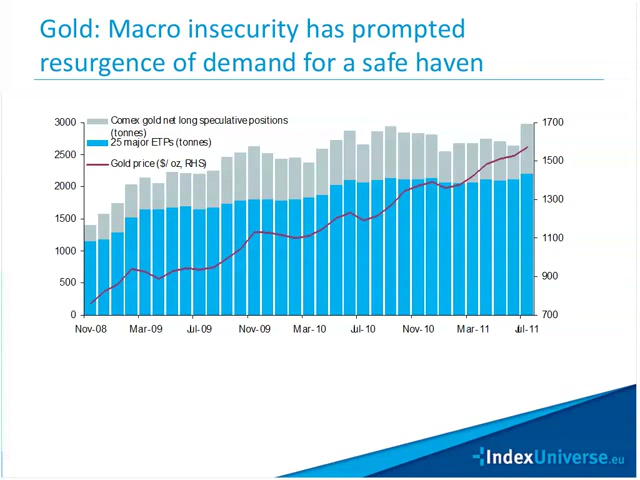 Gold: Macro insecurity has prompted
resurgence of demand for a safe haven
Comex gold net long speculative positions
(tonnes)
25 major ETPs (tonnes)
Gold price ($/ oz, RHS)
3000
2500
2000
1500
1000
500
0
1700
1500
1300
1100
900
700
Nov-08
Mar-09
Jul-09
Nov-09
Mar-10
Jul-10
Nov-10
Mar-11
Jul-11
IndexUniverse.eu